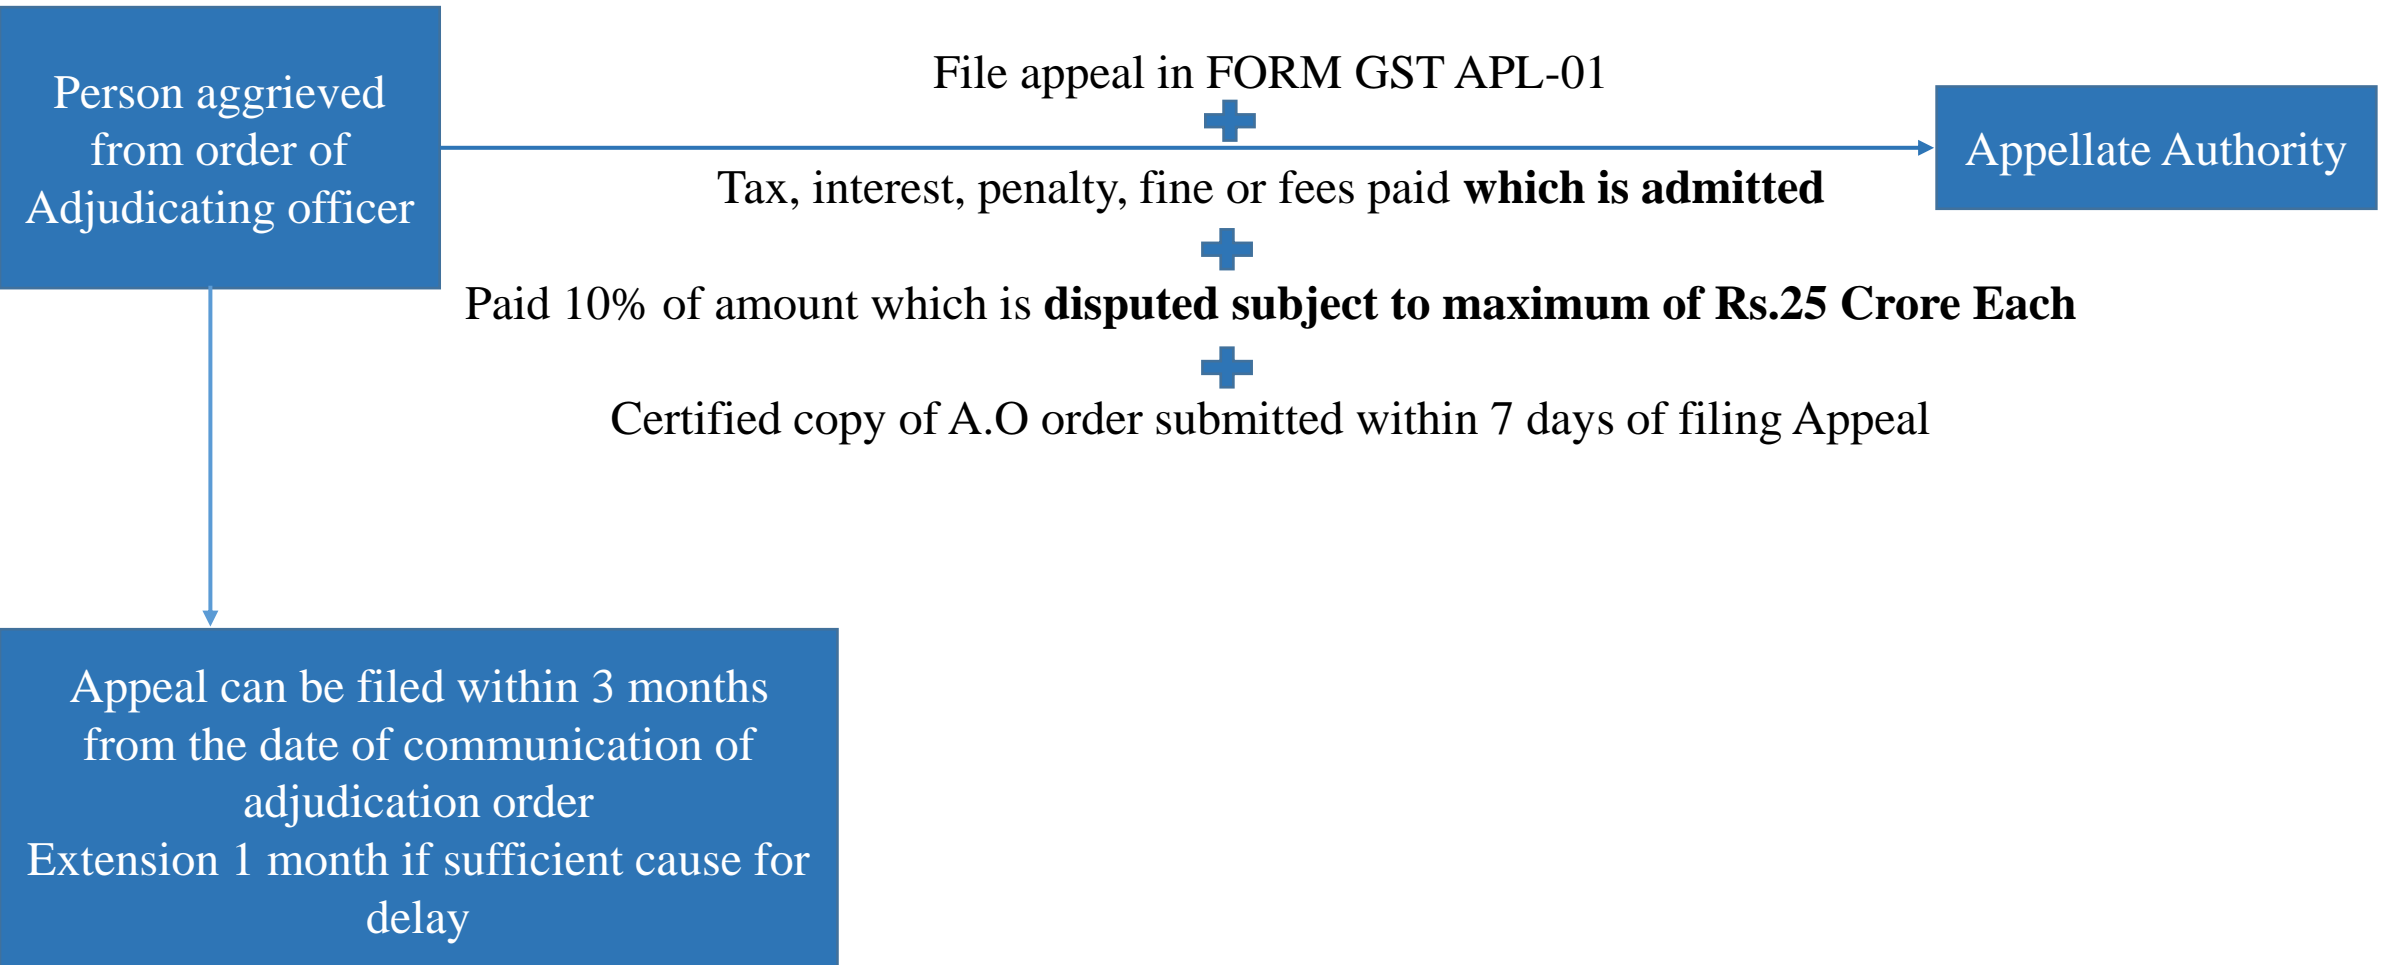 Person aggrieved
from order of
Adjudicating officer
File appeal in FORM GST APL-01
Tax, interest, penalty, fine or fees paid which is admitted
Paid 10% of amount which is disputed subject to maximum of Rs.25 Crore Each
Certified copy of A.O order submitted within 7 days of filing Appeal
Appellate Authority
Appeal can be filed within 3 months
from the date of communication of
adjudication order
Extension 1 month if sufficient cause for
delay